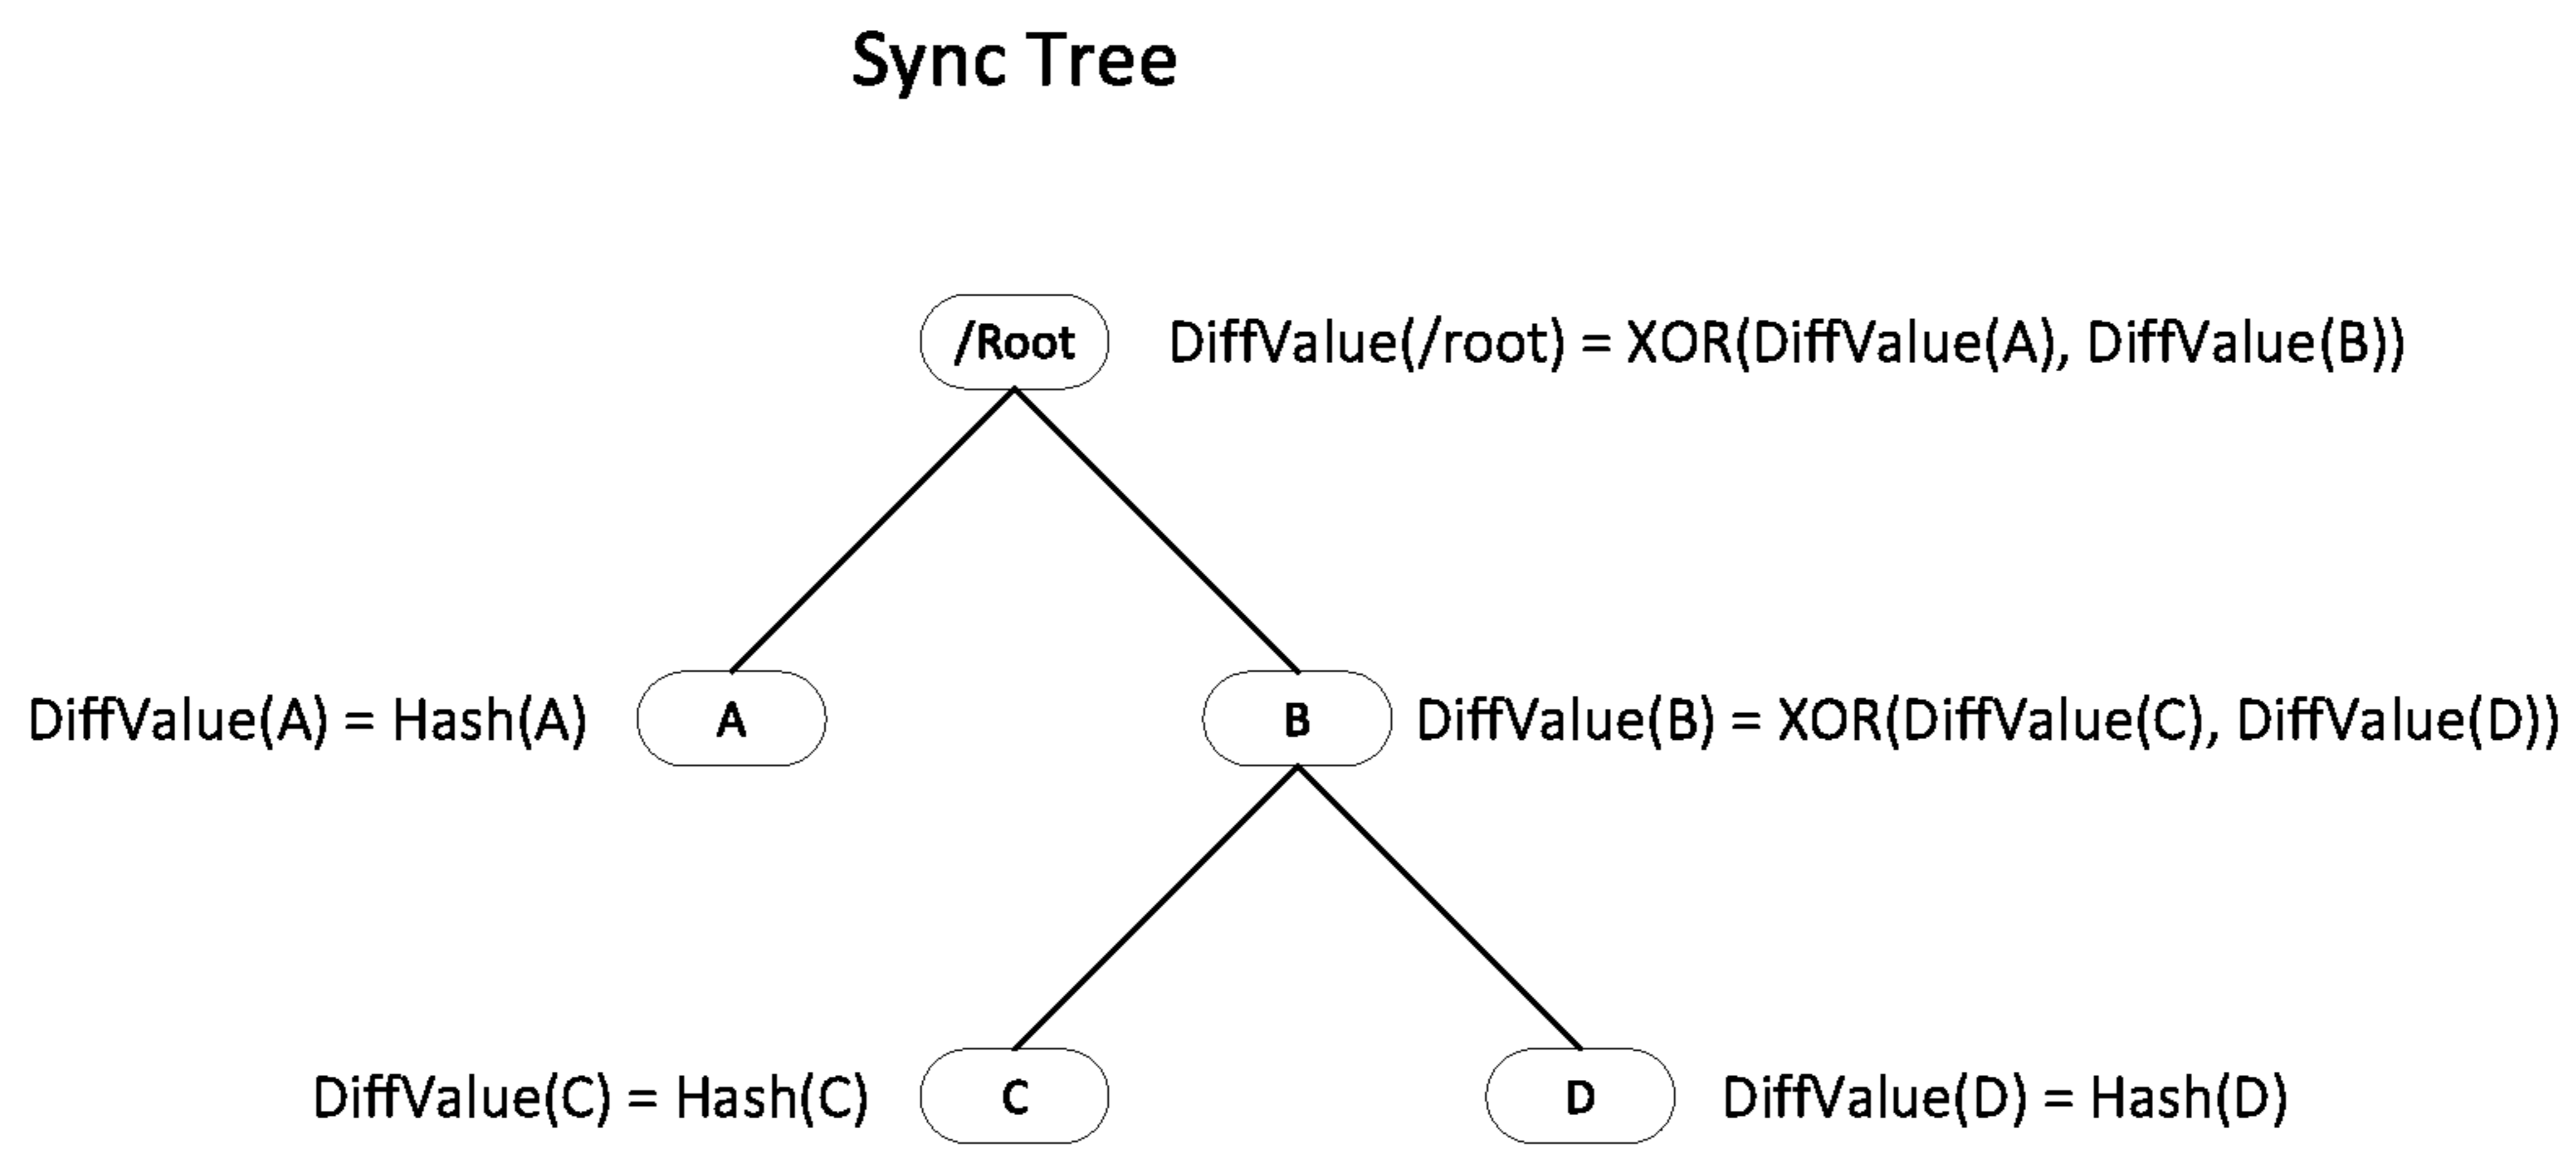 Sync Tree
/Root
DiffValue(/root) = XOR(DiffValue(A), DiffValue(B))
DiffValue(A) = Hash(A)
A
B
DiffValue(B) = XOR(DiffValue(C), DiffValue(D))
DiffValue(C) = Hash(C)
C
D
DiffValue(D) = Hash(D)